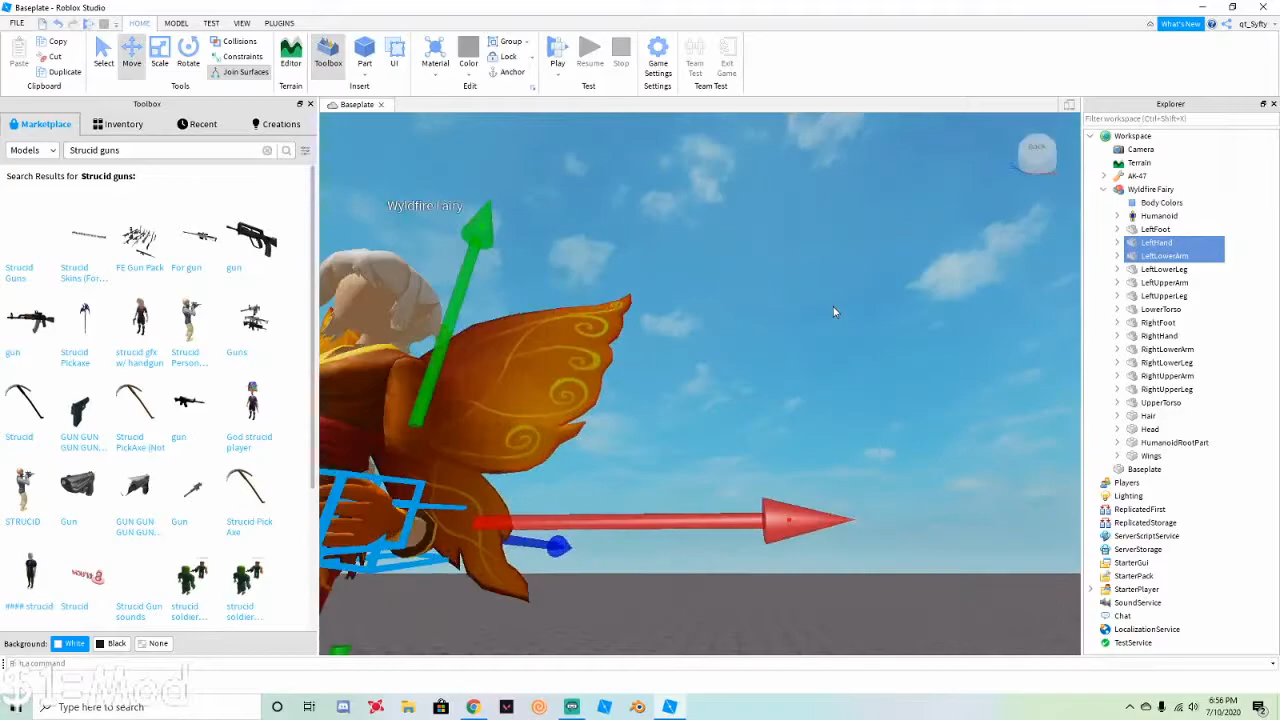 Baseplate - Roblox Studio
FILE HOME MODEL TEST VIEW PLUGINS What's New qt_Syfty
Paste Copy Cut Duplicate Clipboard
Select Move Scale Rotate Collisions Constraints Join Surfaces Tools
Editor Terrain
Toolbox Part UI Insert
Material Color Group Lock Anchor Edit
Play Resume Stop Test
Game Settings Settings
Team Test Exit Game Team Test
Toolbox
Baseplate
Explorer
Marketplace Inventory Recent Creations
Filter workspace (Ctrl+Shift+X)
Models Strucid guns
Search Results for Strucid guns:
Strucid Guns
Strucid Skins (For...
FE Gun Pack
For gun
gun
gun
Strucid Pickaxe
strucid gfx w/ handgun
Strucid Person...
Guns
Strucid
GUN GUN GUN GUN...
Strucid PickAxe (Not
gun
God strucid player
STRUCID
Gun
GUN GUN GUN GUN...
Gun
Strucid Pick Axe
#### strucid
Strucid
Strucid Gun sounds
strucid soldier...
strucid soldier...
Background: White Black None
Wyldfire Fairy
Back
Workspace
Camera
Terrain
AK-47
Wyldfire Fairy
Body Colors
Humanoid
LeftFoot
LeftHand
LeftLowerArm
LeftLowerLeg
LeftUpperArm
LeftUpperLeg
LowerTorso
RightFoot
RightHand
RightLowerArm
RightLowerLeg
RightUpperArm
RightUpperLeg
UpperTorso
Hair
Head
HumanoidRootPart
Wings
Baseplate
Players
Lighting
ReplicatedFirst
ReplicatedStorage
ServerScriptService
ServerStorage
StarterGui
StarterPack
StarterPlayer
SoundService
Chat
LocalizationService
TestService
Run a command
Type here to search
6:56 PM
7/10/2020